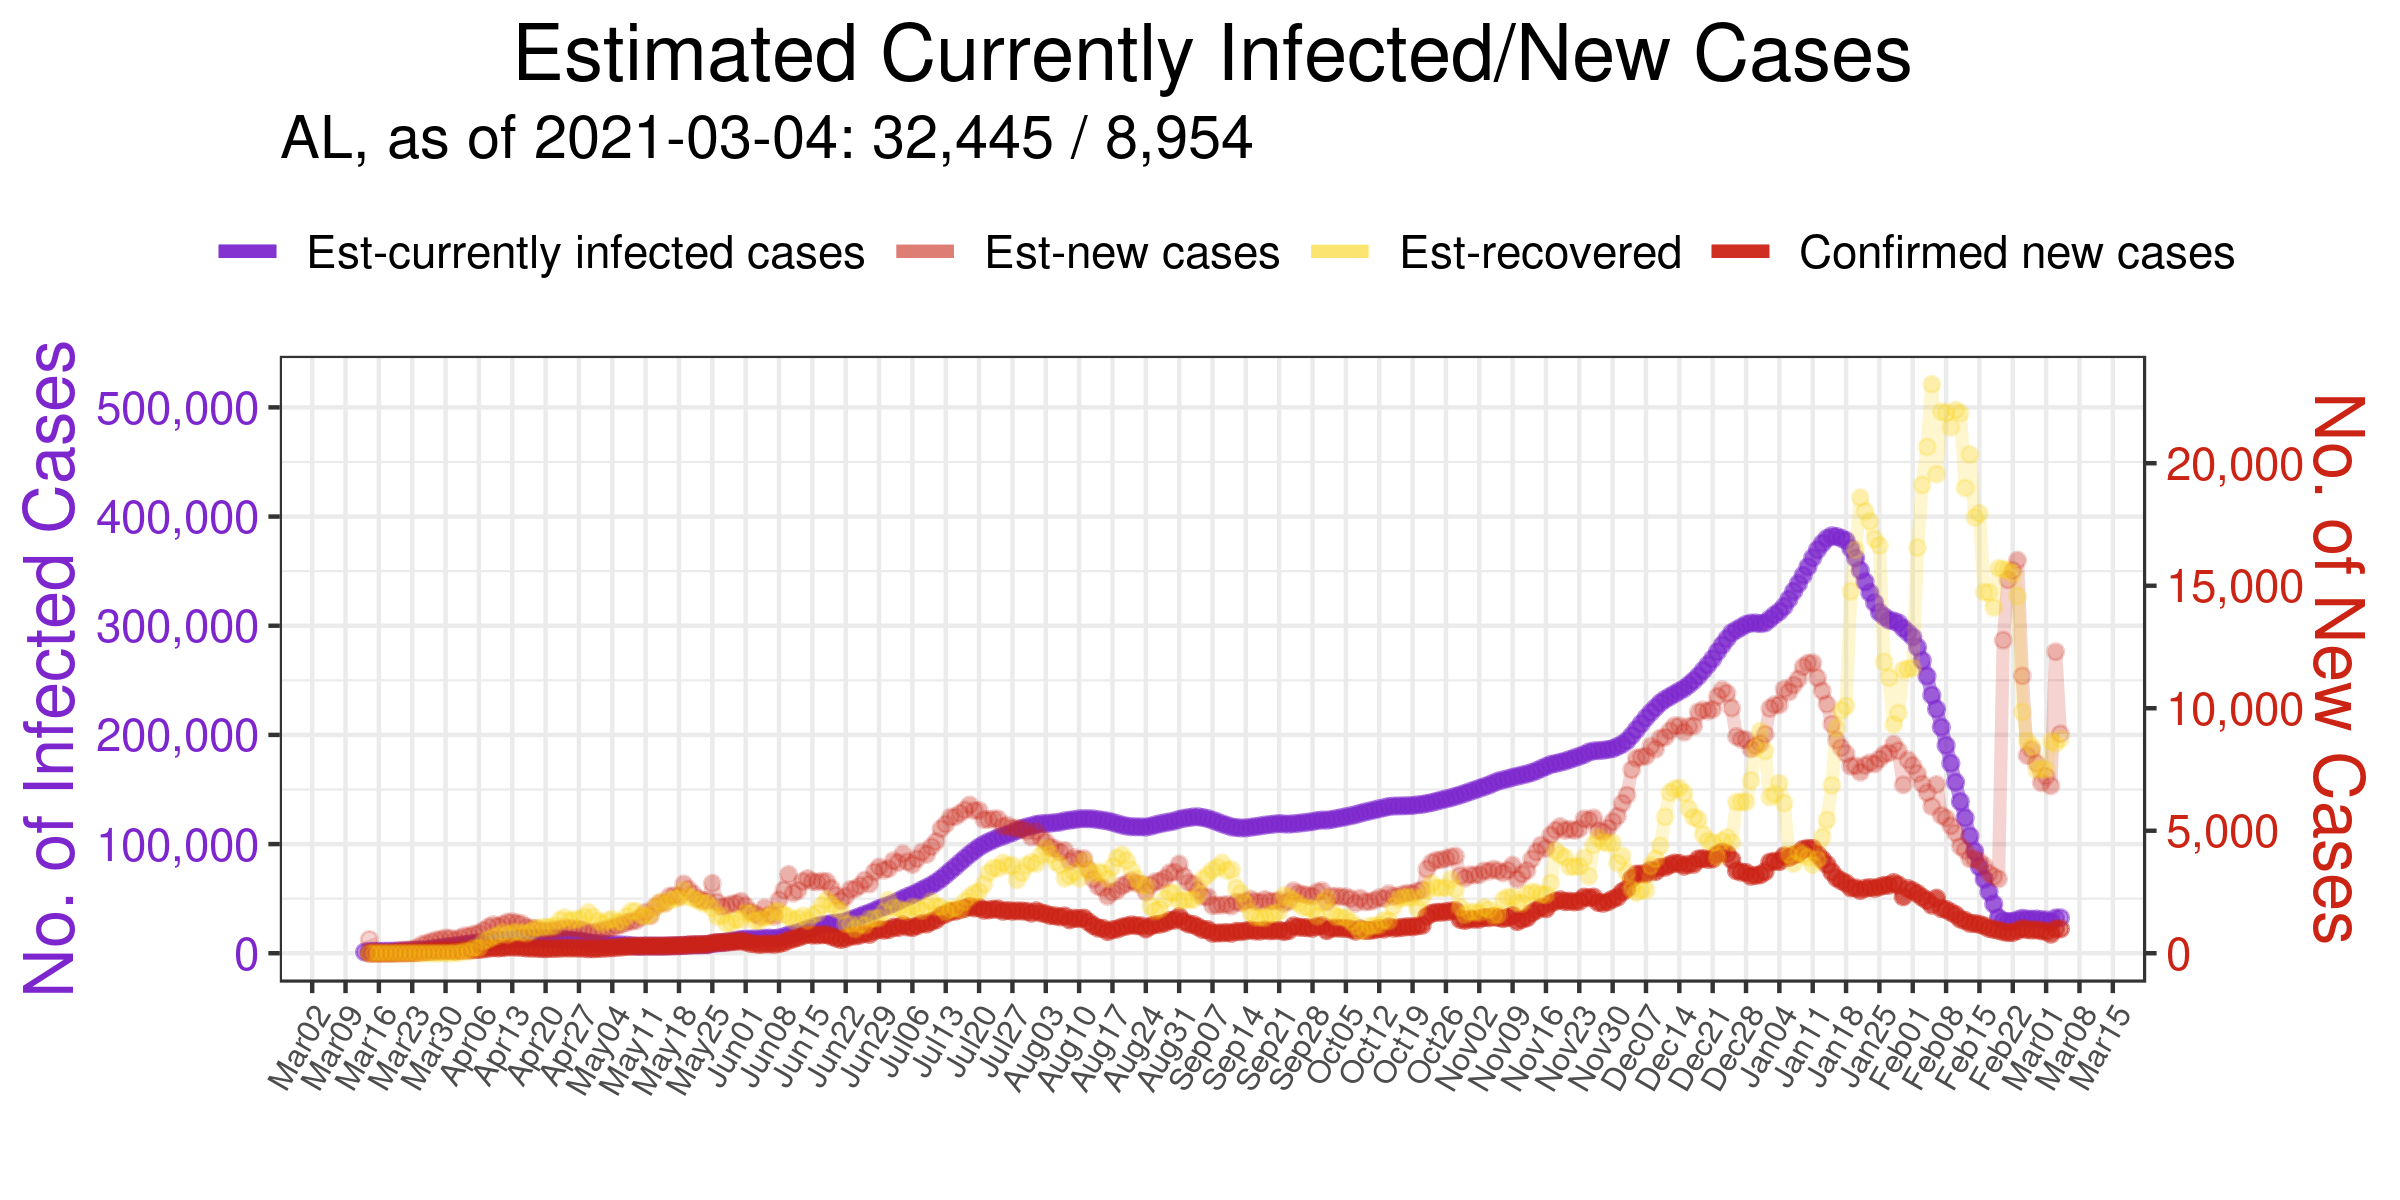 Estimated Currently Infected/New Cases
AL, as of 2021-03-04: 32,445 / 8,954
Est-currently infected cases Est-new cases Est-recovered Confirmed new cases
No. of Infected Cases
500,000
400,000
300,000
200,000
100,000
0
20,000
15,000
10,000
5,000
0
No. of New Cases
Mar02 Mar09 Mar16 Mar23 Mar30 Apr06 Apr13 Apr20 Apr27 May04 May11 May18 May25 Jun01 Jun08 Jun15 Jun22 Jun29 Jul06 Jul13 Jul20 Jul27 Aug03 Aug10 Aug17 Aug24 Aug31 Sep07 Sep14 Sep21 Sep28 Oct05 Oct12 Oct19 Oct26 Nov02 Nov09 Nov16 Nov23 Nov30 Dec07 Dec14 Dec21 Dec28 Jan04 Jan11 Jan18 Jan25 Feb01 Feb08 Feb15 Feb22 Mar01 Mar08 Mar15